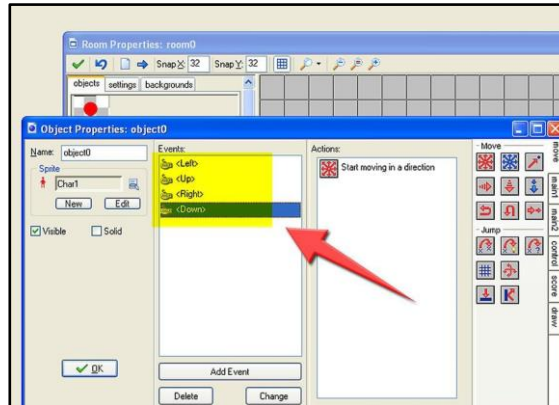 Room Properties: room0
Snap X: 32 Snap Y: 32
objects settings backgrounds
Object Properties: object0
Name: object0
Sprite
Char1
New Edit
Visible Solid
OK
Events:
<Left>
<Up>
<Right>
<Down>
Add Event
Delete Change
Actions:
Start moving in a direction
Move
Jump
move
main1
main2
control
score
draw